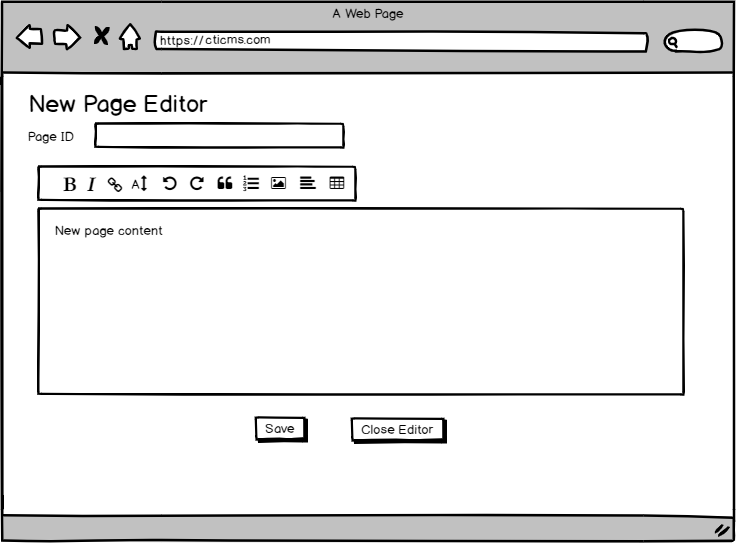 A Web Page
https://cticms.com
New Page Editor
Page ID
B I A
New page content
Save
Close Editor